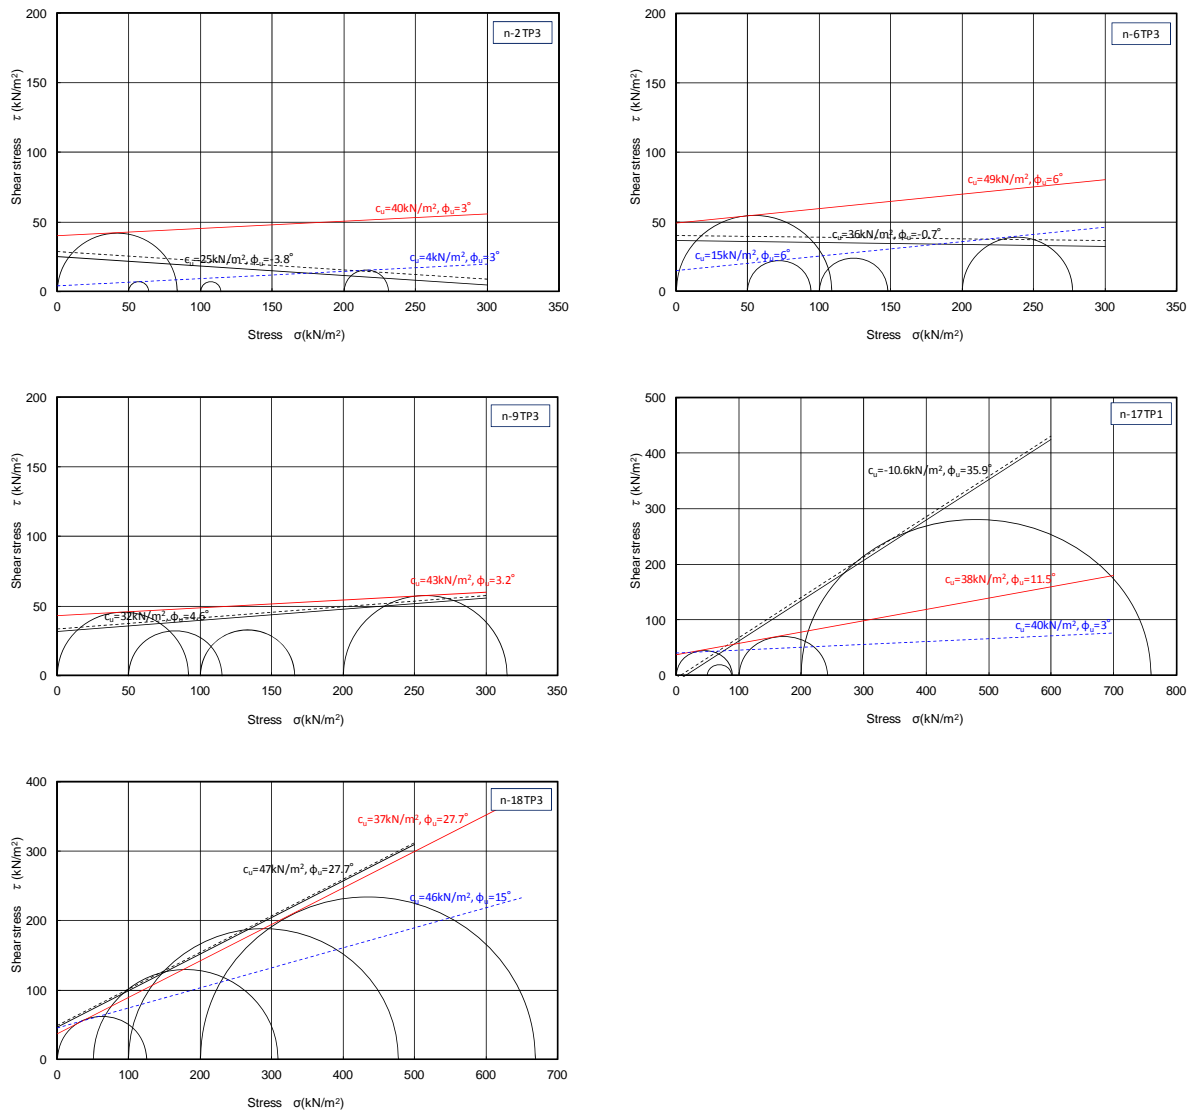 n-2TP3
200
150
100
50
0
Shear stress τ (kN/m²)
cᵤ=40kN/m², ϕᵤ=3°
cᵤ=25kN/m², ϕᵤ=-3.8°
cᵤ=4kN/m², ϕᵤ=3°
0 50 100 150 200 250 300 350
Stress σ(kN/m²)
n-6TP3
200
150
100
50
0
Shear stress τ (kN/m²)
cᵤ=49kN/m², ϕᵤ=6°
cᵤ=36kN/m², ϕᵤ=-0.7°
cᵤ=15kN/m², ϕᵤ=6°
0 50 100 150 200 250 300 350
Stress σ(kN/m²)
n-9TP3
200
150
100
50
0
Shear stress τ (kN/m²)
cᵤ=43kN/m², ϕᵤ=3.2°
cᵤ=32kN/m², ϕᵤ=4.6°
0 50 100 150 200 250 300 350
Stress σ(kN/m²)
n-17TP1
500
400
300
200
100
0
Shear stress τ (kN/m²)
cᵤ=-10.6kN/m², ϕᵤ=35.9°
cᵤ=38kN/m², ϕᵤ=11.5°
cᵤ=40kN/m², ϕᵤ=3°
0 100 200 300 400 500 600 700 800
Stress σ(kN/m²)
n-18TP3
400
300
200
100
0
Shear stress τ (kN/m²)
cᵤ=37kN/m², ϕᵤ=27.7°
cᵤ=47kN/m², ϕᵤ=27.7°
cᵤ=46kN/m², ϕᵤ=15°
0 100 200 300 400 500 600 700
Stress σ(kN/m²)